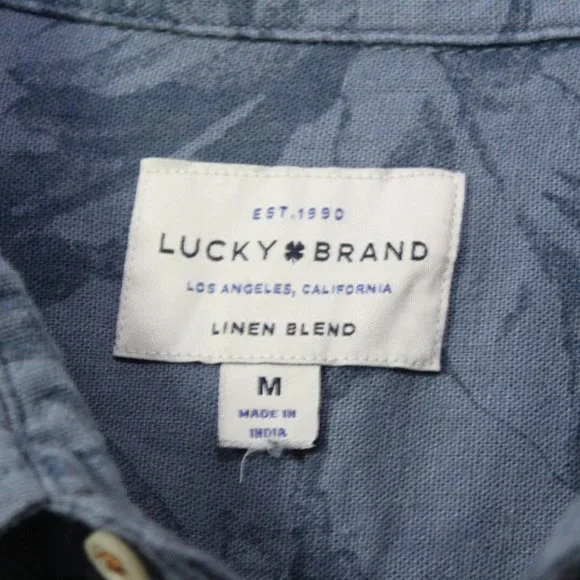 EST. 1990
LUCKY BRAND
LOS ANGELES, CALIFORNIA
LINEN BLEND
M
MADE IN
INDIA